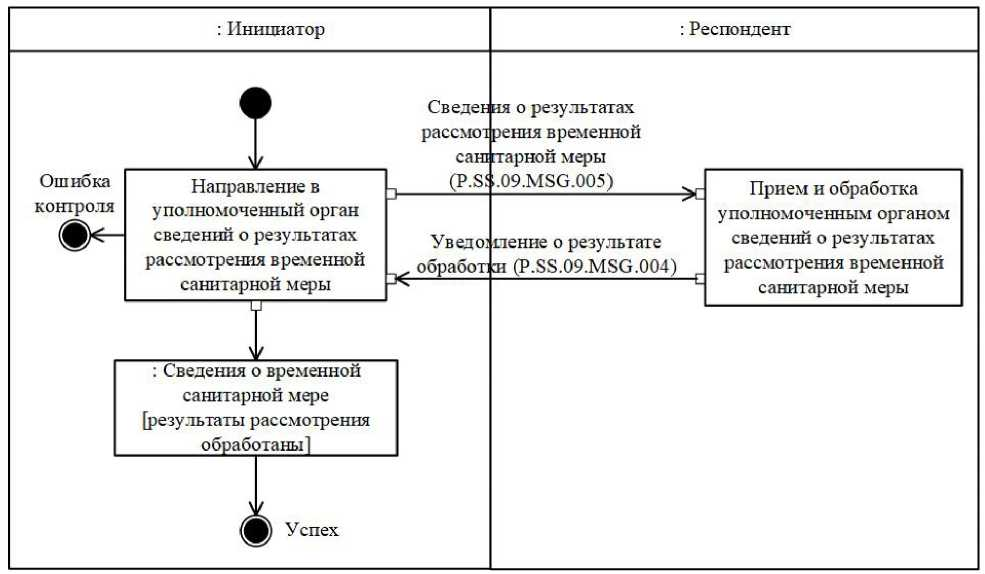 : Инициатор
: Респондент
Сведения о результатах
рассмотрения временной
санитарной меры
(P.SS.09.MSG.005)
Ошибка
контроля
Направление в
уполномоченный орган
сведений о результатах
рассмотрения временной
санитарной меры
Прием и обработка
уполномоченным органом
сведений о результатах
рассмотрения временной
санитарной меры
Уведомление о результате
обработки (P.SS.09.MSG.004)
: Сведения о временной
санитарной мере
[результаты рассмотрения
обработаны]
Успех